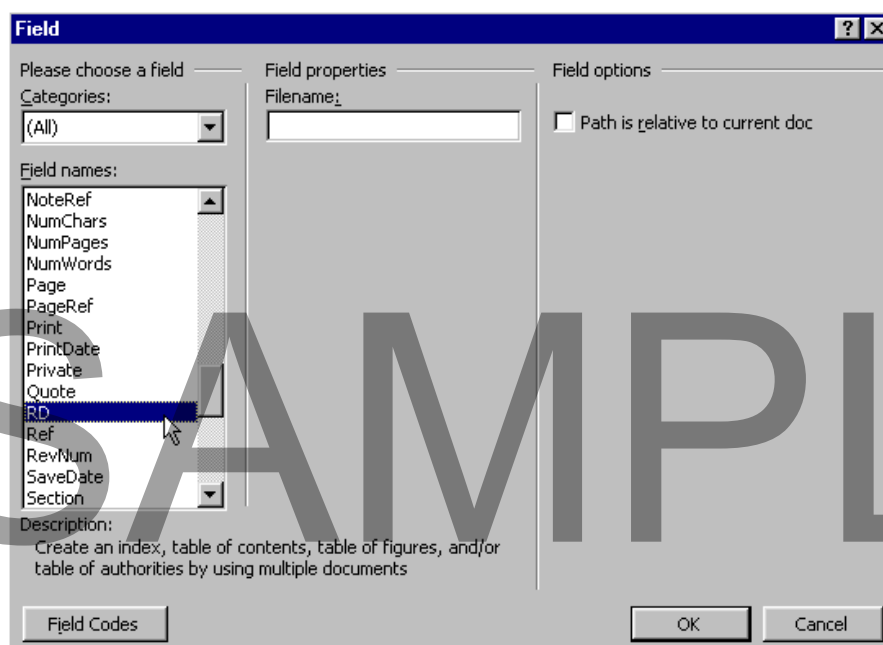 Field
Please choose a field
Categories:
(All)
Field names:
NoteRef
NumChars
NumPages
NumWords
Page
PageRef
Print
PrintDate
Private
Quote
RD
Ref
RevNum
SaveDate
Section
Description:
Create an index, table of contents, table of figures, and/or
table of authorities by using multiple documents
Field properties
Filename:
Field options
Path is relative to current doc
Field Codes
OK
Cancel
SAMPL